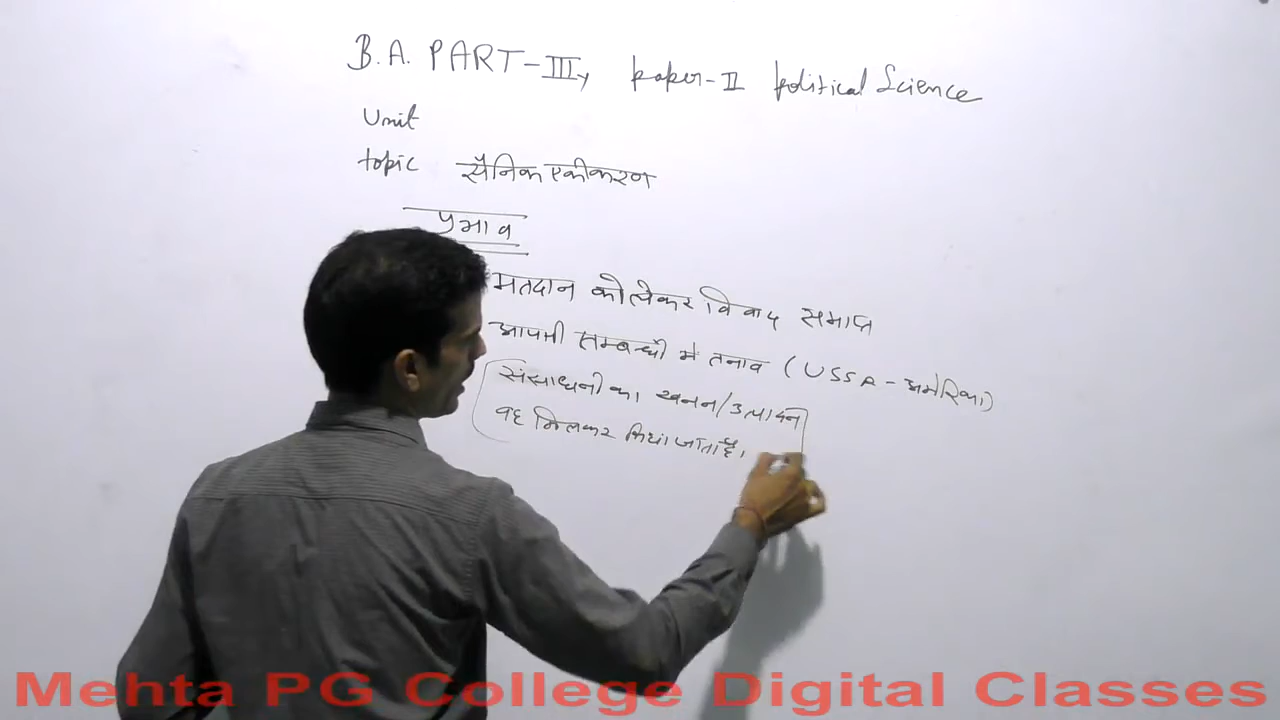 B.A. PART-III, paper-II political Science
Unit
topic सैनिक एकीकरण
प्रभाव
मतदान को लेकर विवाद समाप्त
आपसी सम्बन्धों में तनाव (USSR - अमेरिका)
संसाधनो का खनन/उत्पादन
वह मिलकर किया जाता है।
Mehta PG College Digital Classes